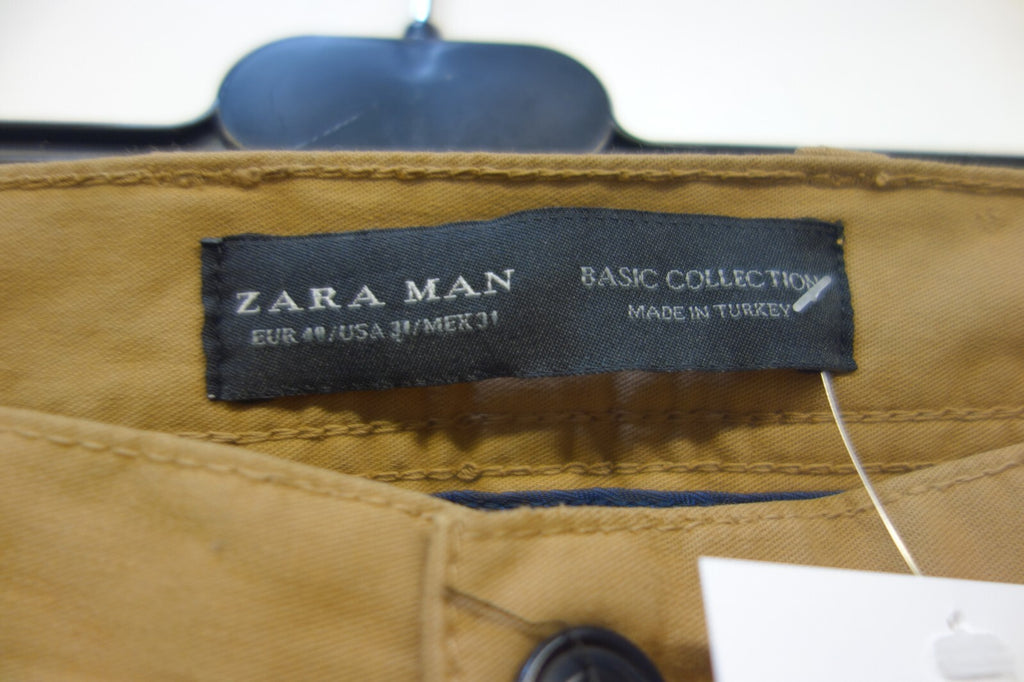 ZARA MAN
EUR 40/USA 31/MEX 31
BASIC COLLECTION
MADE IN TURKEY